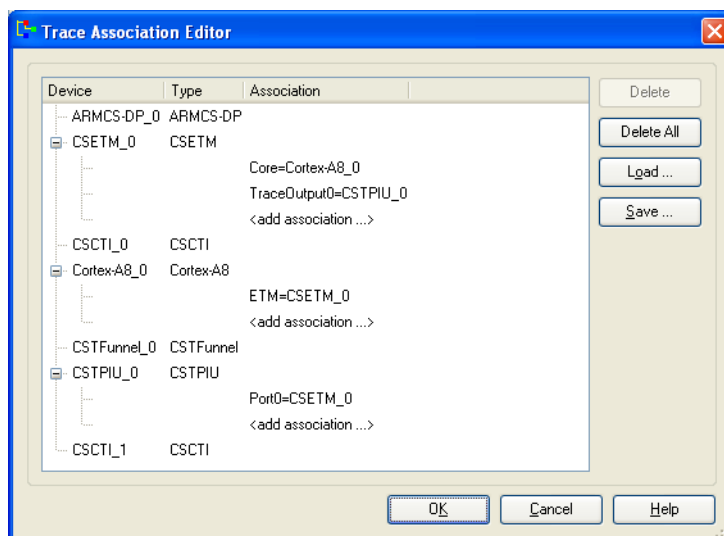 Trace Association Editor
Device Type Association
ARMCS-DP_0 ARMCS-DP
CSETM_0 CSETM
Core=Cortex-A8_0
TraceOutput0=CSTPIU_0
<add association ...>
CSCTI_0 CSCTI
Cortex-A8_0 Cortex-A8
ETM=CSETM_0
<add association ...>
CSTFunnel_0 CSTFunnel
CSTPIU_0 CSTPIU
Port0=CSETM_0
<add association ...>
CSCTI_1 CSCTI
Delete
Delete All
Load ...
Save ...
OK Cancel Help